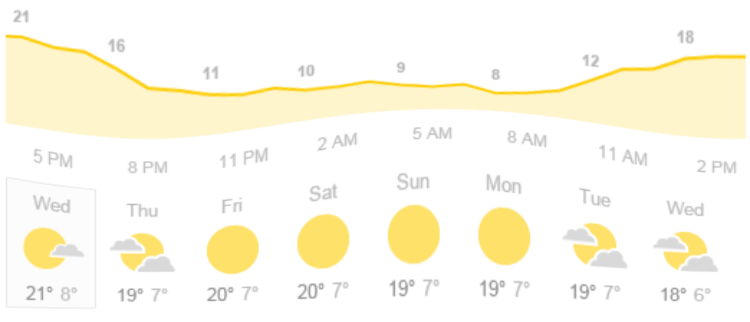 21 16 11 10 9 8 12 18
5 PM 8 PM 11 PM 2 AM 5 AM 8 AM 11 AM 2 PM
Wed Thu Fri Sat Sun Mon Tue Wed
21° 8° 19° 7° 20° 7° 20° 7° 19° 7° 19° 7° 19° 7° 18° 6°